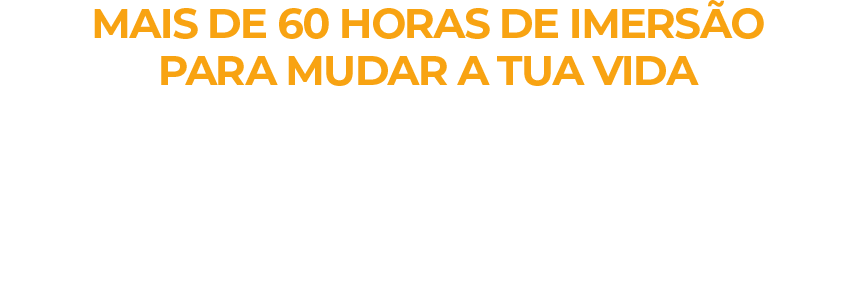 MAIS DE 60 HORAS DE IMERSÃO
PARA MUDAR A TUA VIDA